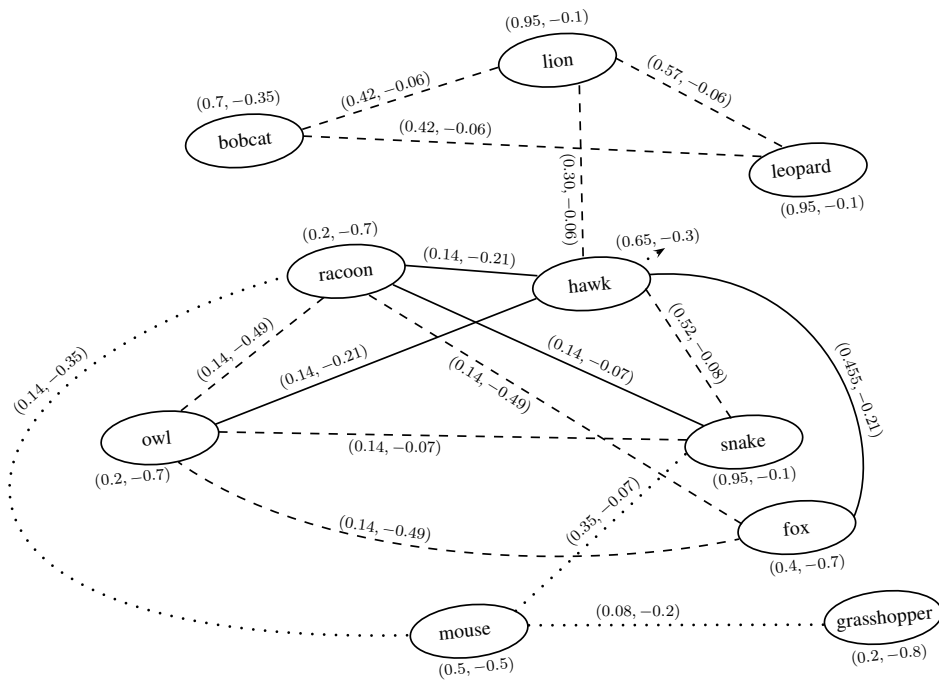 (0.95, −0.1)
lion
(0.57, −0.06)
(0.42, −0.06)
(0.7, −0.35)
bobcat
(0.42, −0.06)
leopard
(0.95, −0.1)
(0.30, −0.06)
(0.2, −0.7)
racoon
(0.14, −0.21)
(0.65, −0.3)
hawk
(0.14, −0.49)
(0.14, −0.21)
(0.14, −0.49)
(0.14, −0.07)
(0.52, −0.08)
(0.455, −0.21)
(0.14, −0.35)
owl
(0.2, −0.7)
(0.14, −0.07)
snake
(0.95, −0.1)
(0.35, −0.07)
(0.14, −0.49)
fox
(0.4, −0.7)
mouse
(0.5, −0.5)
(0.08, −0.2)
grasshopper
(0.2, −0.8)